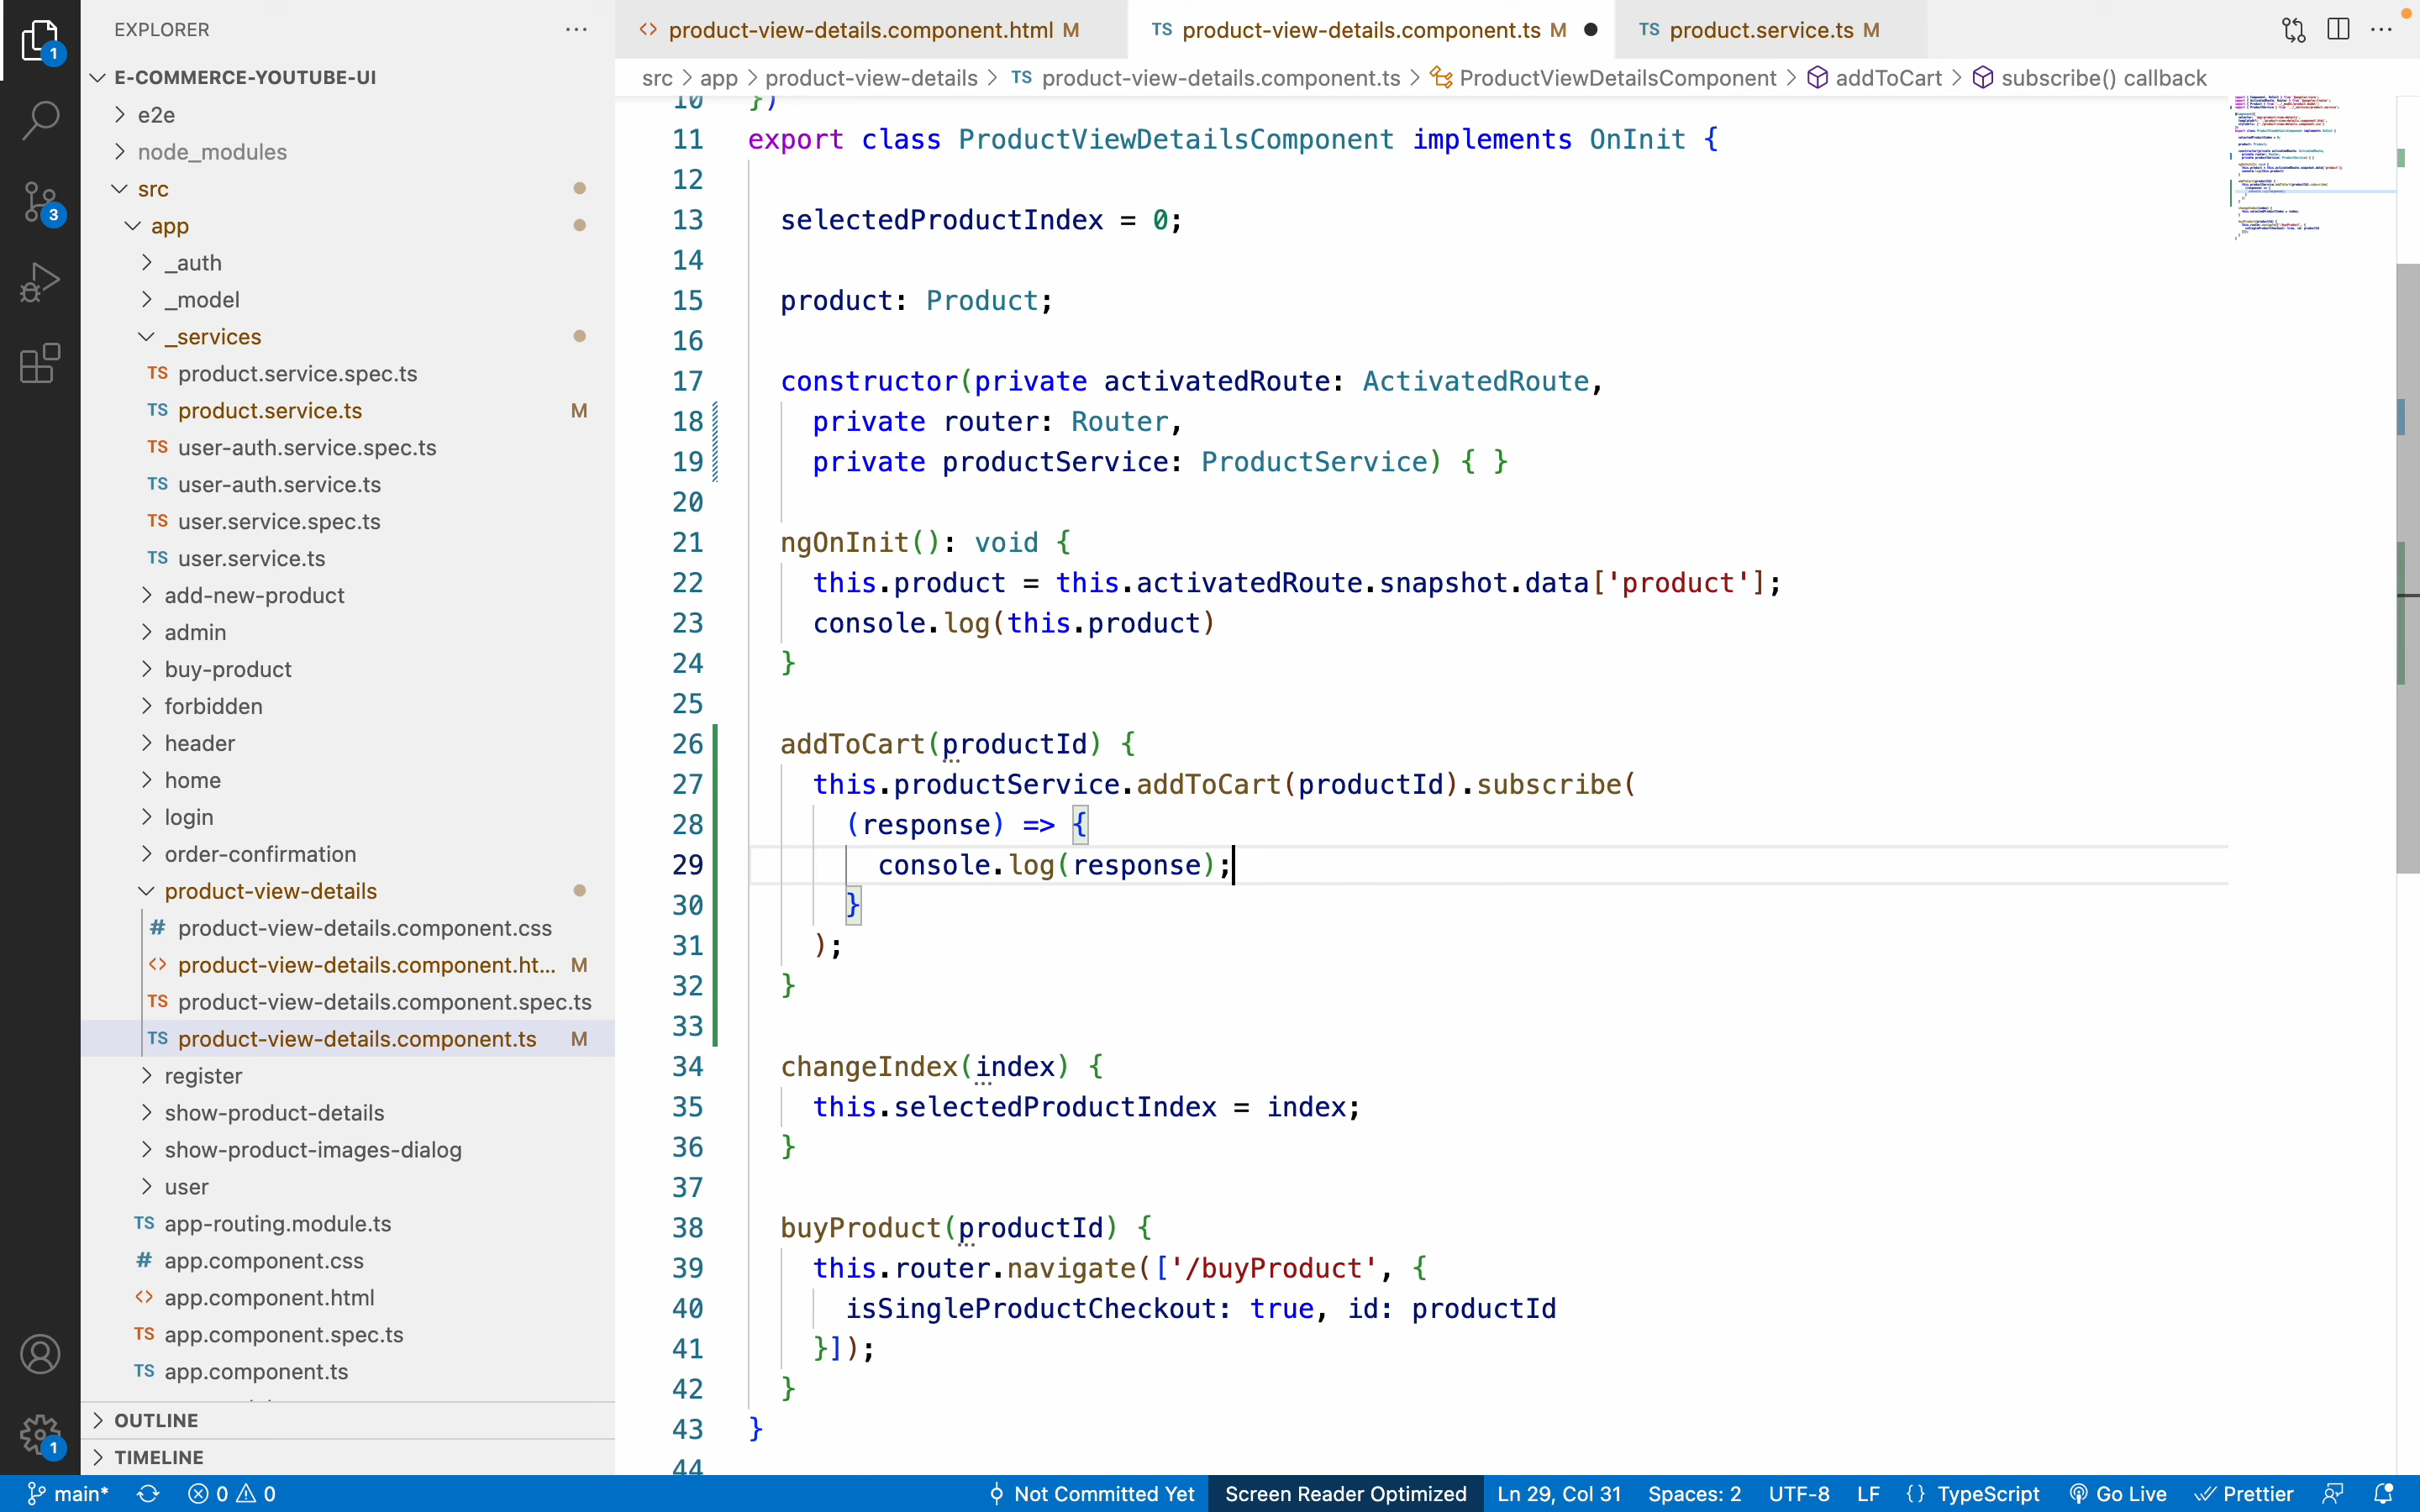 EXPLORER
E-COMMERCE-YOUTUBE-UI
e2e
node_modules
src
app
_auth
_model
_services
TS product.service.spec.ts
TS product.service.ts M
TS user-auth.service.spec.ts
TS user-auth.service.ts
TS user.service.spec.ts
TS user.service.ts
add-new-product
admin
buy-product
forbidden
header
home
login
order-confirmation
product-view-details
# product-view-details.component.css
<> product-view-details.component.ht... M
TS product-view-details.component.spec.ts
TS product-view-details.component.ts M
register
show-product-details
show-product-images-dialog
user
TS app-routing.module.ts
# app.component.css
<> app.component.html
TS app.component.spec.ts
TS app.component.ts
OUTLINE
TIMELINE
1
3
1
<> product-view-details.component.html M
TS product-view-details.component.ts M
TS product.service.ts M
src > app > product-view-details > TS product-view-details.component.ts > ProductViewDetailsComponent > addToCart > subscribe() callback
10 })
11 export class ProductViewDetailsComponent implements OnInit {
12
13 selectedProductIndex = 0;
14
15 product: Product;
16
17 constructor(private activatedRoute: ActivatedRoute,
18 private router: Router,
19 private productService: ProductService) { }
20
21 ngOnInit(): void {
22 this.product = this.activatedRoute.snapshot.data['product'];
23 console.log(this.product)
24 }
25
26 addToCart(productId) {
27 this.productService.addToCart(productId).subscribe(
28 (response) => {
29 console.log(response);
30 }
31 );
32 }
33
34 changeIndex(index) {
35 this.selectedProductIndex = index;
36 }
37
38 buyProduct(productId) {
39 this.router.navigate(['/buyProduct', {
40 isSingleProductCheckout: true, id: productId
41 }]);
42 }
43 }
44
main* 0 0 Not Committed Yet Screen Reader Optimized Ln 29, Col 31 Spaces: 2 UTF-8 LF {} TypeScript Go Live Prettier